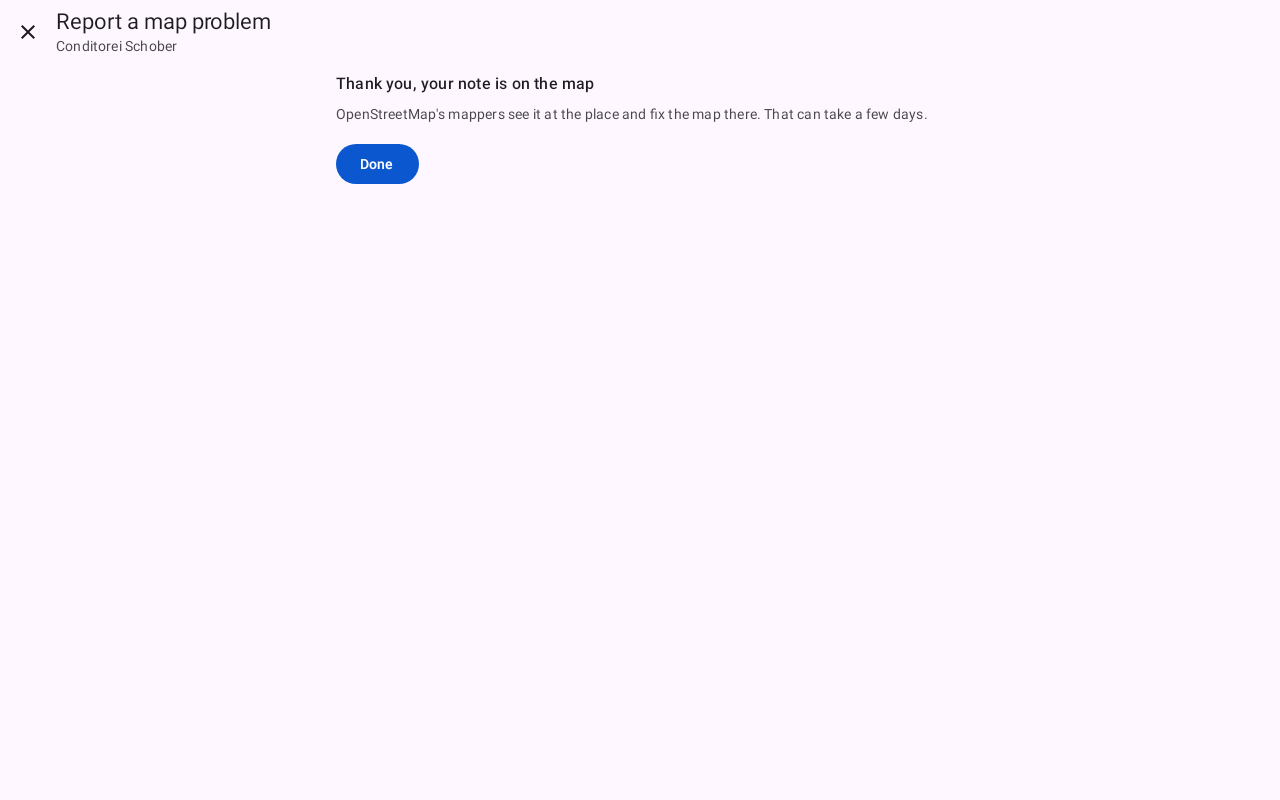 Report a map problem
Conditorei Schober
Thank you, your note is on the map
OpenStreetMap's mappers see it at the place and fix the map there. That can take a few days.
Done